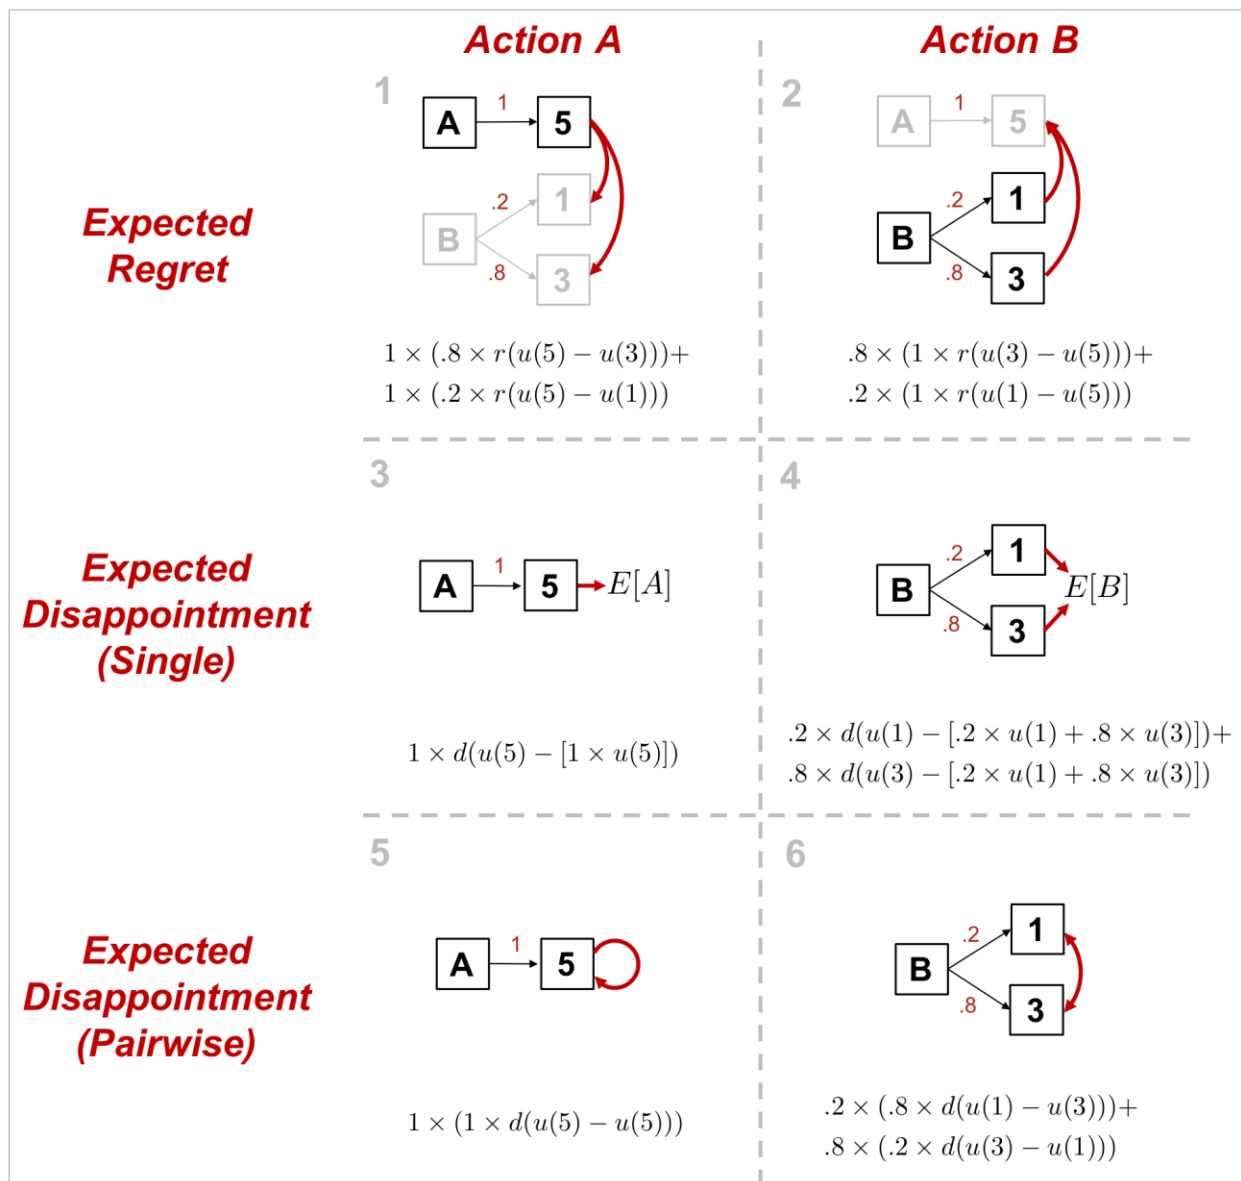 Action A
Action B
Expected
Regret
1
A
1
5
B
.2
1
.8
3
1 × (.8 × r(u(5) − u(3)))+
1 × (.2 × r(u(5) − u(1)))
2
A
1
5
B
.2
1
.8
3
.8 × (1 × r(u(3) − u(5)))+
.2 × (1 × r(u(1) − u(5)))
Expected
Disappointment
(Single)
3
A
1
5
E[A]
1 × d(u(5) − [1 × u(5)])
4
B
.2
1
.8
3
E[B]
.2 × d(u(1) − [.2 × u(1) + .8 × u(3)])+
.8 × d(u(3) − [.2 × u(1) + .8 × u(3)])
Expected
Disappointment
(Pairwise)
5
A
1
5
1 × (1 × d(u(5) − u(5)))
6
B
.2
1
.8
3
.2 × (.8 × d(u(1) − u(3)))+
.8 × (.2 × d(u(3) − u(1)))